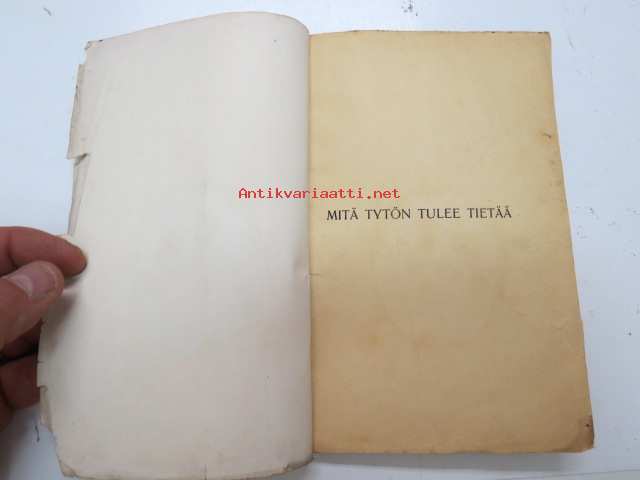 Antikvariaatti.net
MITÄ TYTÖN TULEE TIETÄÄ